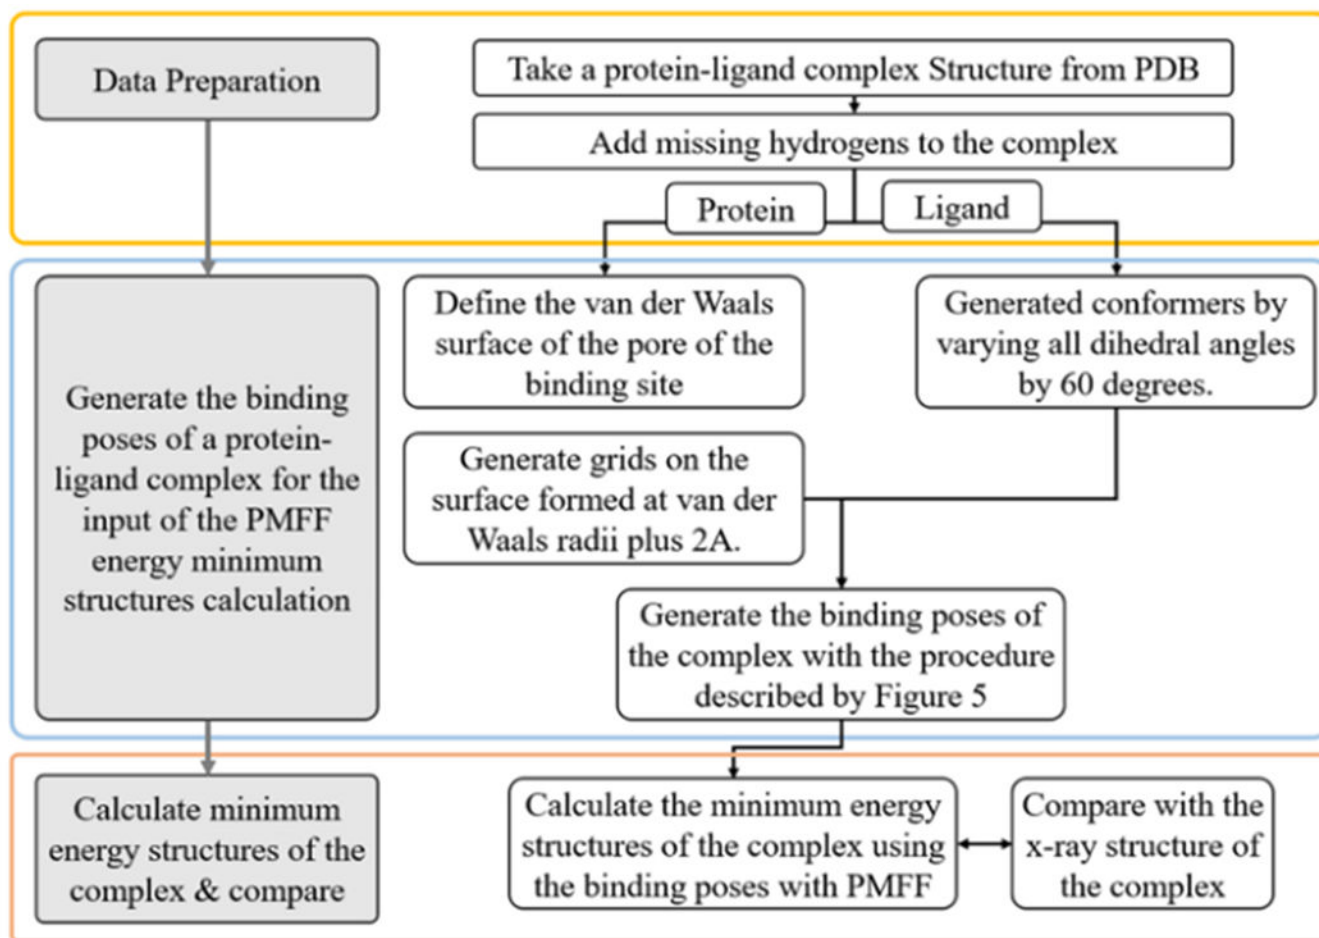 Data Preparation
Take a protein-ligand complex Structure from PDB
Add missing hydrogens to the complex
Protein
Ligand
Generate the binding
poses of a protein-
ligand complex for the
input of the PMFF
energy minimum
structures calculation
Define the van der Waals
surface of the pore of the
binding site
Generated conformers by
varying all dihedral angles
by 60 degrees.
Generate grids on the
surface formed at van der
Waals radii plus 2A.
Generate the binding poses of
the complex with the procedure
described by Figure 5
Calculate minimum
energy structures of the
complex & compare
Calculate the minimum energy
structures of the complex using
the binding poses with PMFF
Compare with the
x-ray structure of
the complex